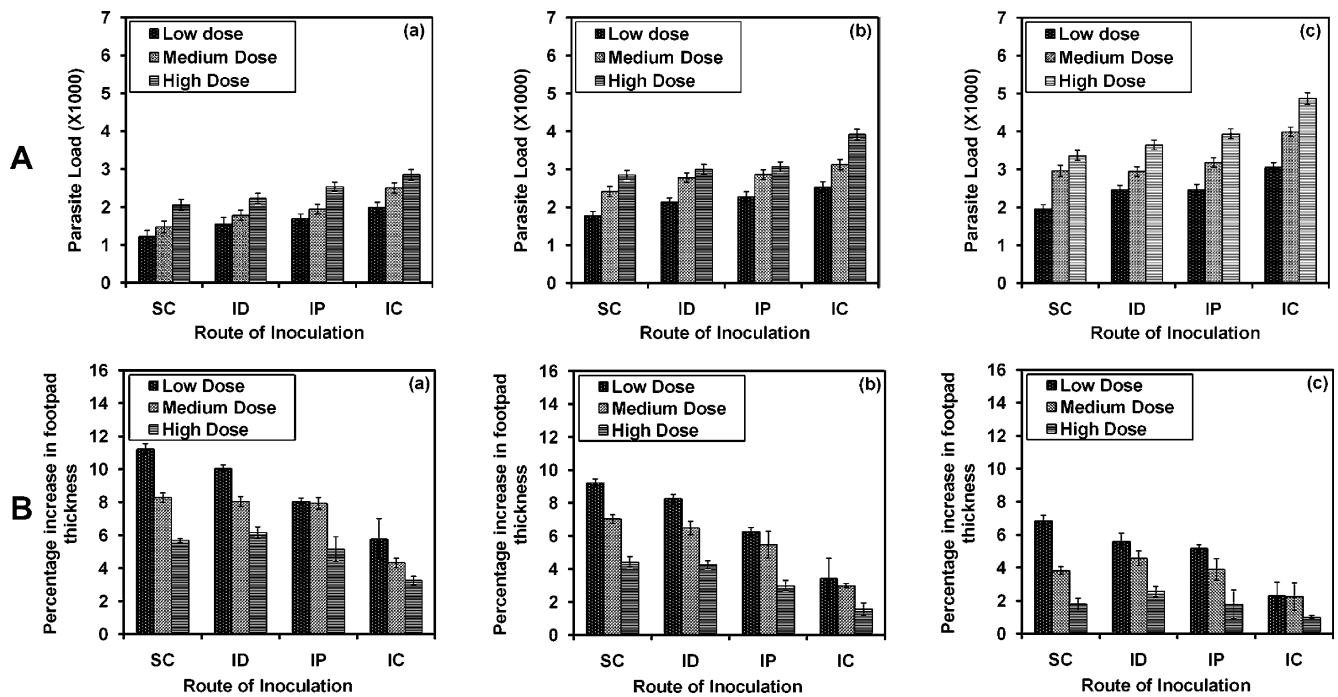 A
(a)
Low dose
Medium Dose
High Dose
Parasite Load (X1000)
7
6
5
4
3
2
1
0
SC ID IP IC
Route of Inoculation
(b)
Low dose
Medium Dose
High Dose
Parasite Load (X1000)
7
6
5
4
3
2
1
0
SC ID IP IC
Route of Inoculation
(c)
Low dose
Medium Dose
High Dose
Parasite Load (X1000)
7
6
5
4
3
2
1
0
SC ID IP IC
Route of Inoculation
B
(a)
Low Dose
Medium Dose
High Dose
Percentage increase in footpad
thickness
16
14
12
10
8
6
4
2
0
SC ID IP IC
Route of Inoculation
(b)
Low Dose
Medium Dose
High Dose
Percentage increase in footpad
thickness
16
14
12
10
8
6
4
2
0
SC ID IP IC
Route of Inoculation
(c)
Low Dose
Medium Dose
High Dose
Percentage increase in footpad
thickness
16
14
12
10
8
6
4
2
0
SC ID IP IC
Route of Inoculation